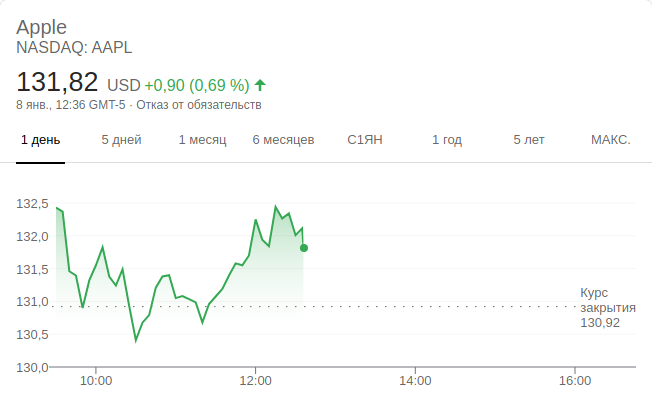 Apple
NASDAQ: AAPL
131,82 USD +0,90 (0,69 %)
8 янв., 12:36 GMT-5 · Отказ от обязательств
1 день 5 дней 1 месяц 6 месяцев С1ЯН 1 год 5 лет МАКС.
132,5
132,0
131,5
131,0
130,5
130,0
Курс
закрытия
130,92
10:00 12:00 14:00 16:00